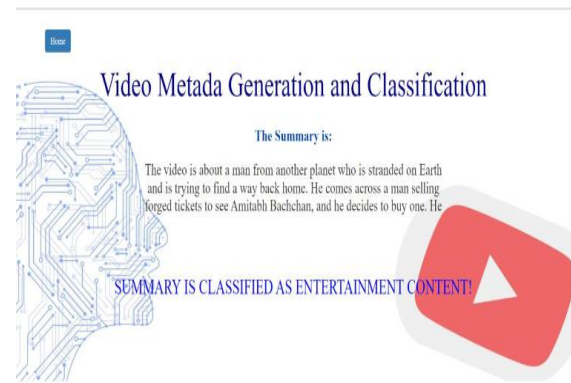 Home
Video Metada Generation and Classification
The Summary is:
The video is about a man from another planet who is stranded on Earth
and is trying to find a way back home. He comes across a man selling
forged tickets to see Amitabh Bachchan, and he decides to buy one. He
SUMMARY IS CLASSIFIED AS ENTERTAINMENT CONTENT!